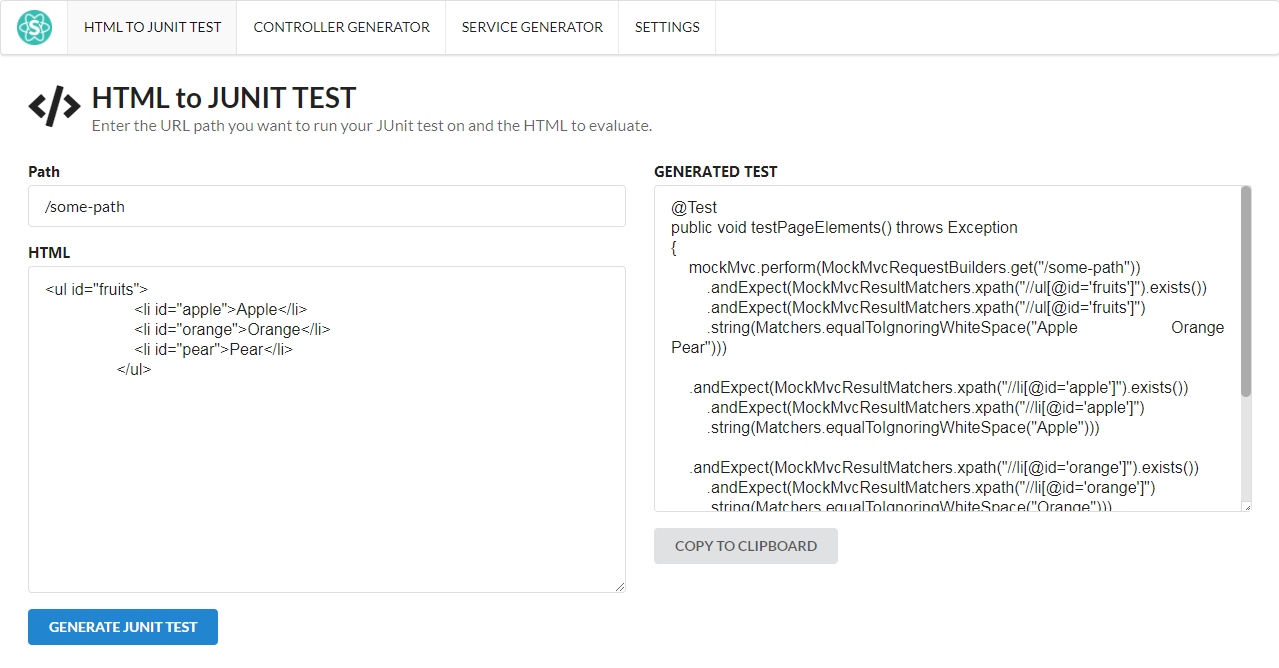 S
HTML TO JUNIT TEST
CONTROLLER GENERATOR
SERVICE GENERATOR
SETTINGS
</> HTML to JUNIT TEST
Enter the URL path you want to run your JUnit test on and the HTML to evaluate.
Path
/some-path
HTML
<ul id="fruits">
<li id="apple">Apple</li>
<li id="orange">Orange</li>
<li id="pear">Pear</li>
</ul>
GENERATE JUNIT TEST
GENERATED TEST
@Test
public void testPageElements() throws Exception
{
mockMvc.perform(MockMvcRequestBuilders.get("/some-path"))
.andExpect(MockMvcResultMatchers.xpath("//ul[@id='fruits']").exists())
.andExpect(MockMvcResultMatchers.xpath("//ul[@id='fruits']")
.string(Matchers.equalToIgnoringWhiteSpace("Apple Orange
Pear")))
.andExpect(MockMvcResultMatchers.xpath("//li[@id='apple']").exists())
.andExpect(MockMvcResultMatchers.xpath("//li[@id='apple']")
.string(Matchers.equalToIgnoringWhiteSpace("Apple")))
.andExpect(MockMvcResultMatchers.xpath("//li[@id='orange']").exists())
.andExpect(MockMvcResultMatchers.xpath("//li[@id='orange']")
.string(Matchers.equalToIgnoringWhiteSpace("Orange")))
COPY TO CLIPBOARD